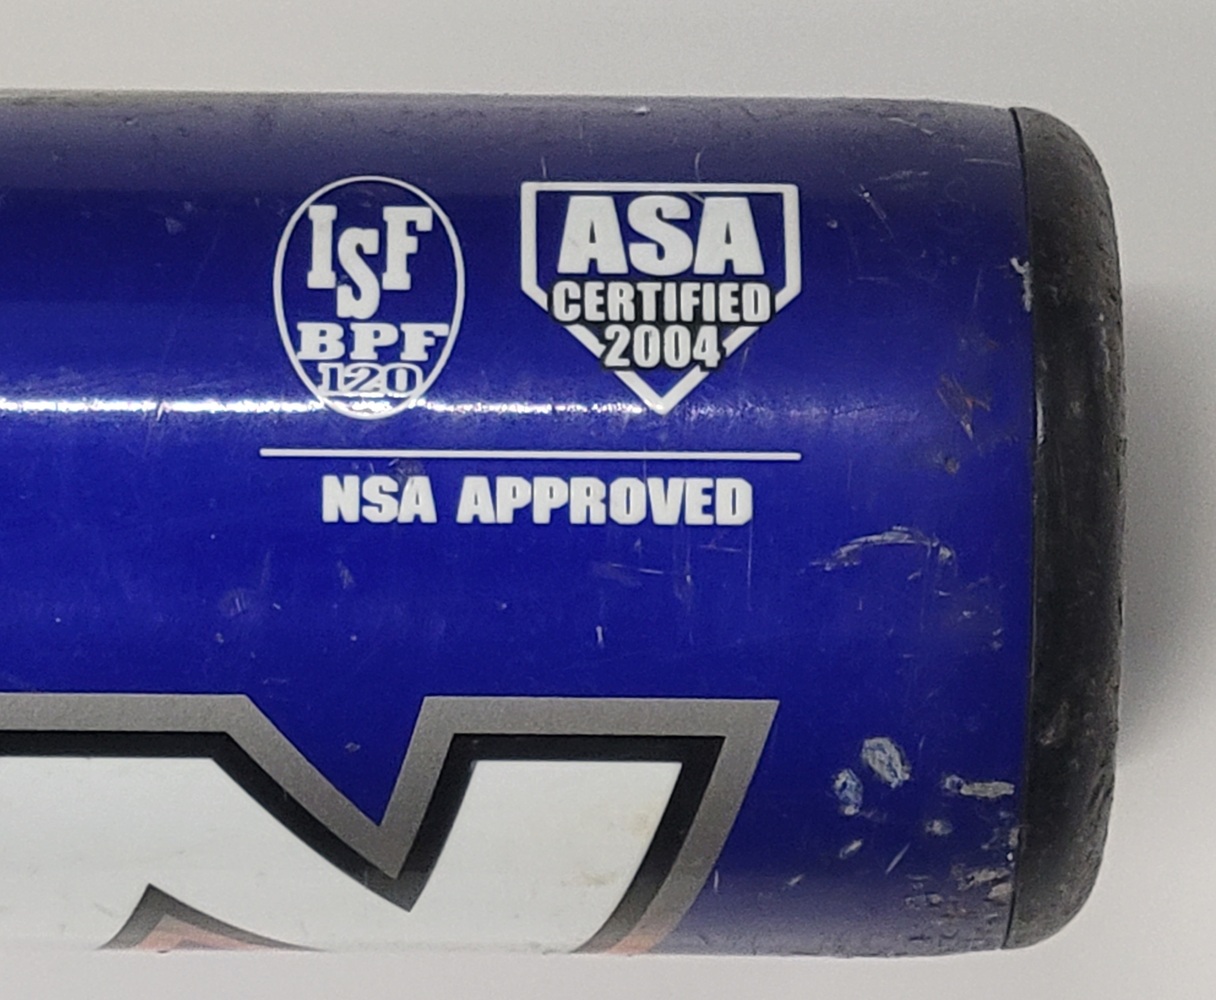 ISF
BPF
120
ASA
CERTIFIED
2004
NSA APPROVED
N